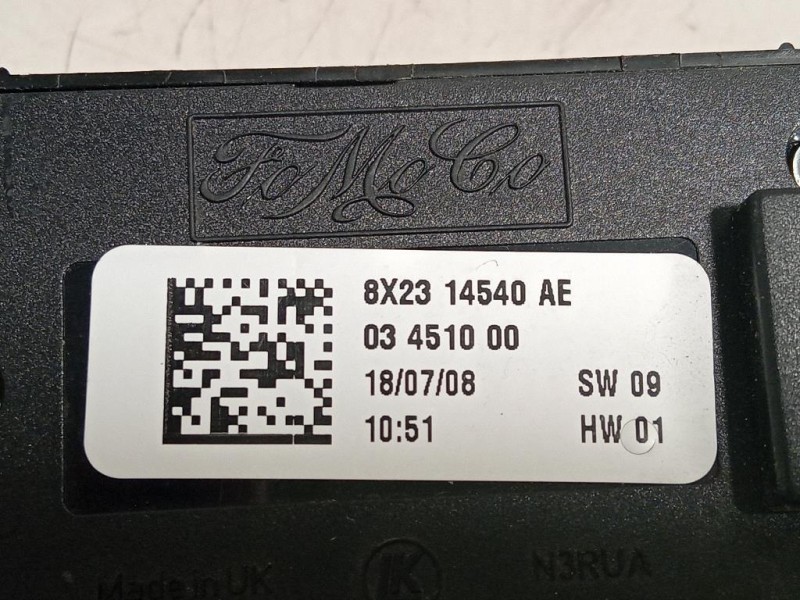 FoMoCo
8X23 14540 AE
03 4510 00
18/07/08 SW 09
10:51 HW 01
Made in UK K N3RUA